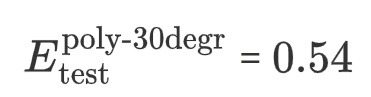 E_test^poly-30degr = 0.54